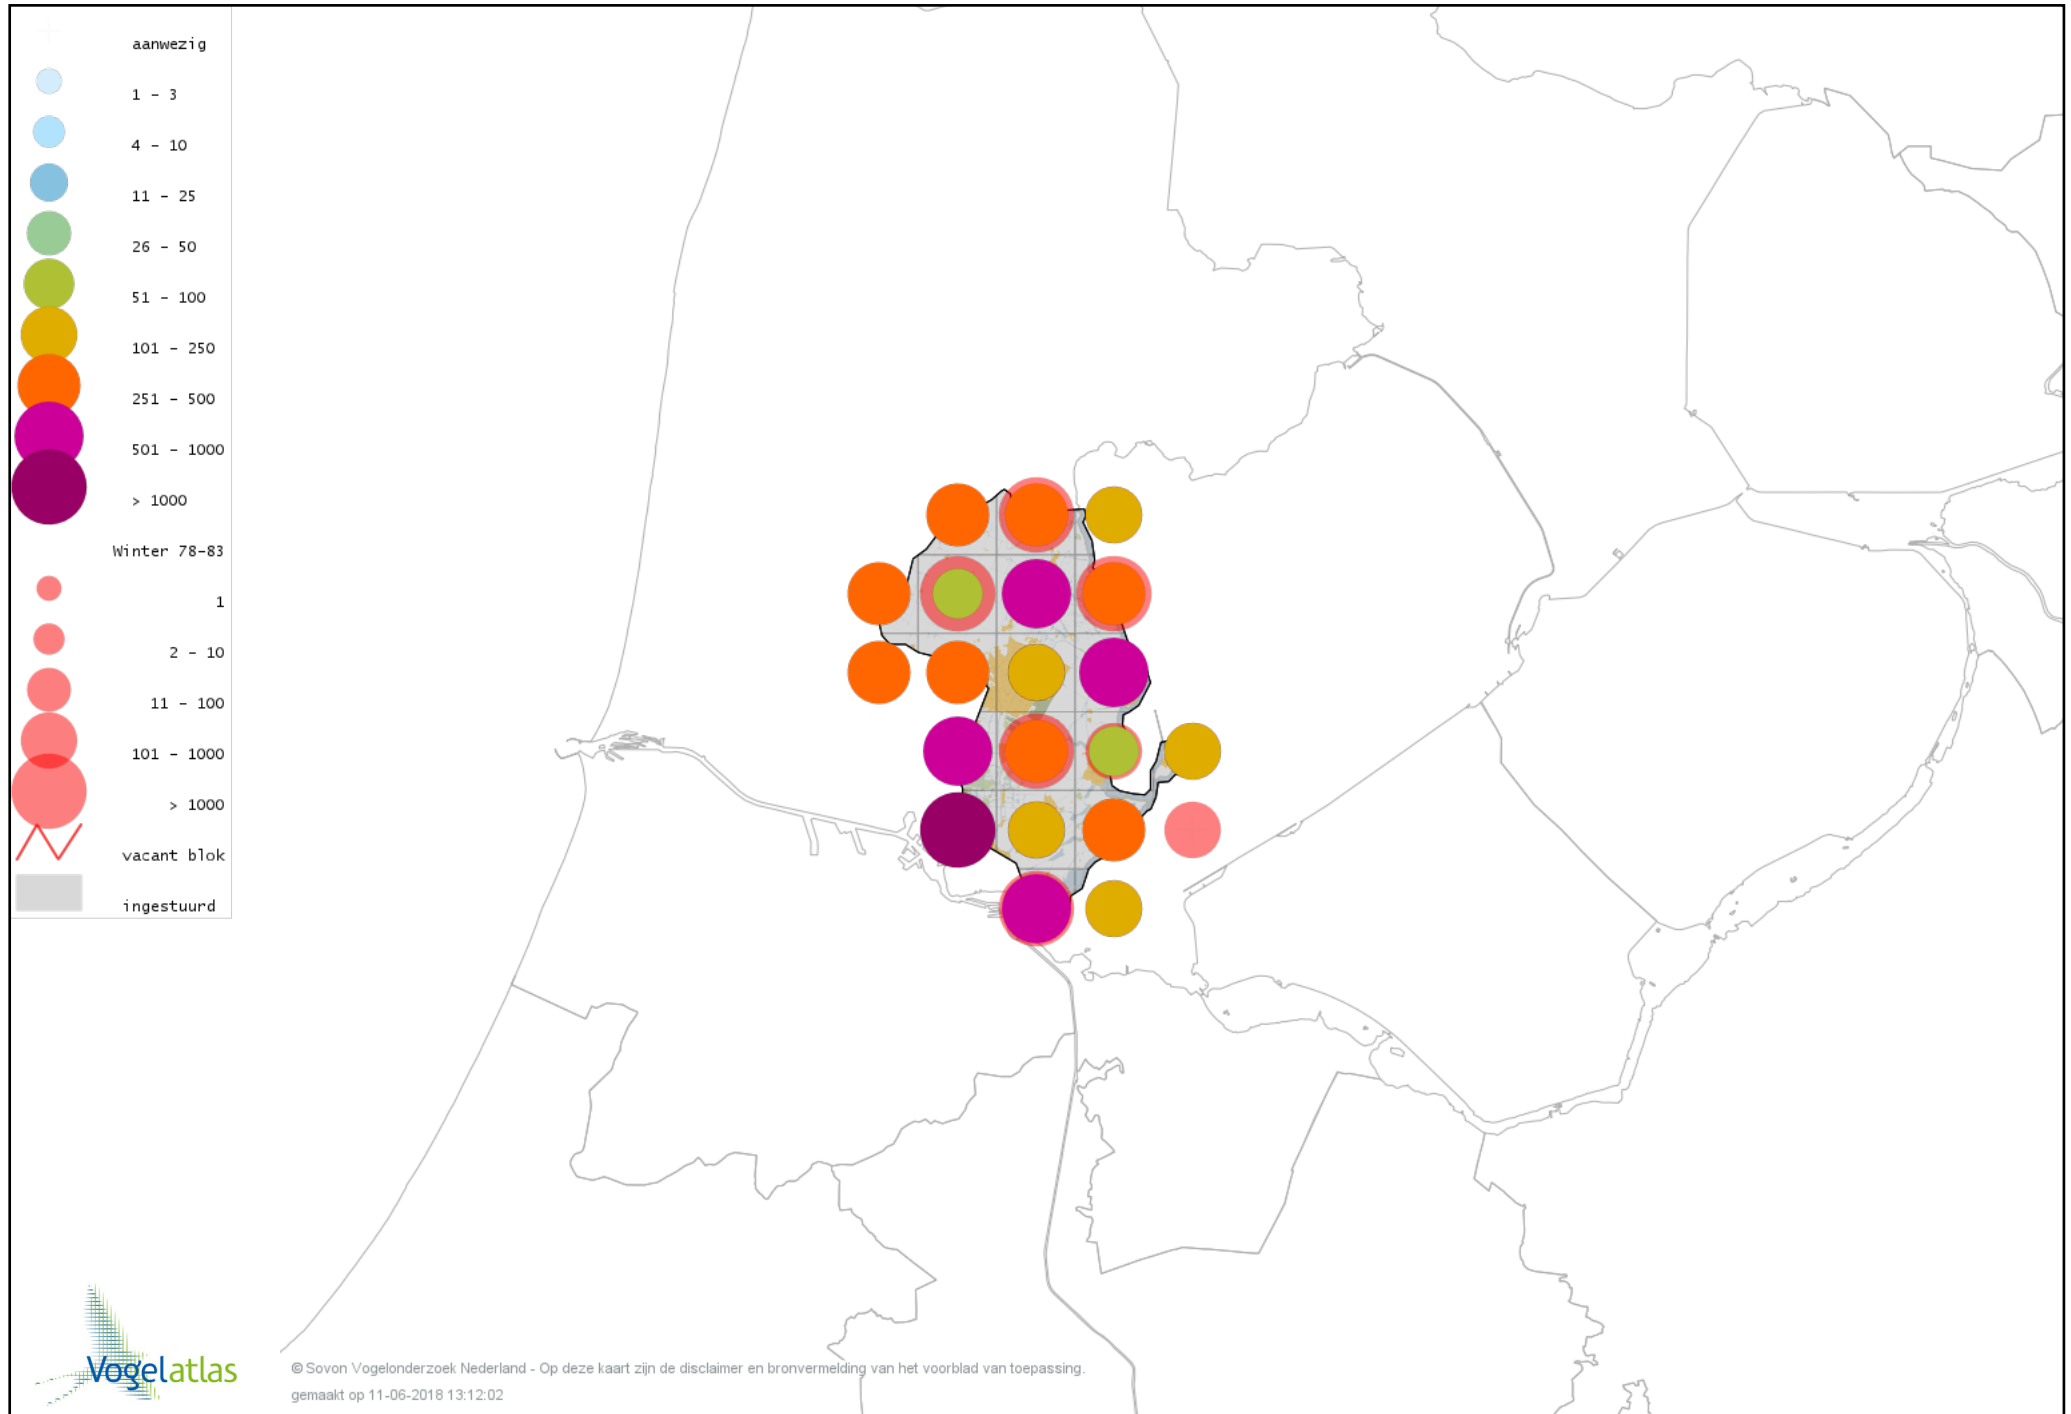 aanwezig
1 - 3
4 - 10
11 - 25
26 - 50
51 - 100
101 - 250
251 - 500
501 - 1000
> 1000
Winter 78-83
1
2 - 10
11 - 100
101 - 1000
> 1000
vacant blok
ingestuurd
Vogelatlas
© Sovon Vogelonderzoek Nederland - Op deze kaart zijn de disclaimer en bronvermelding van het voorblad van toepassing.
gemaakt op 11-06-2018 13:12:02